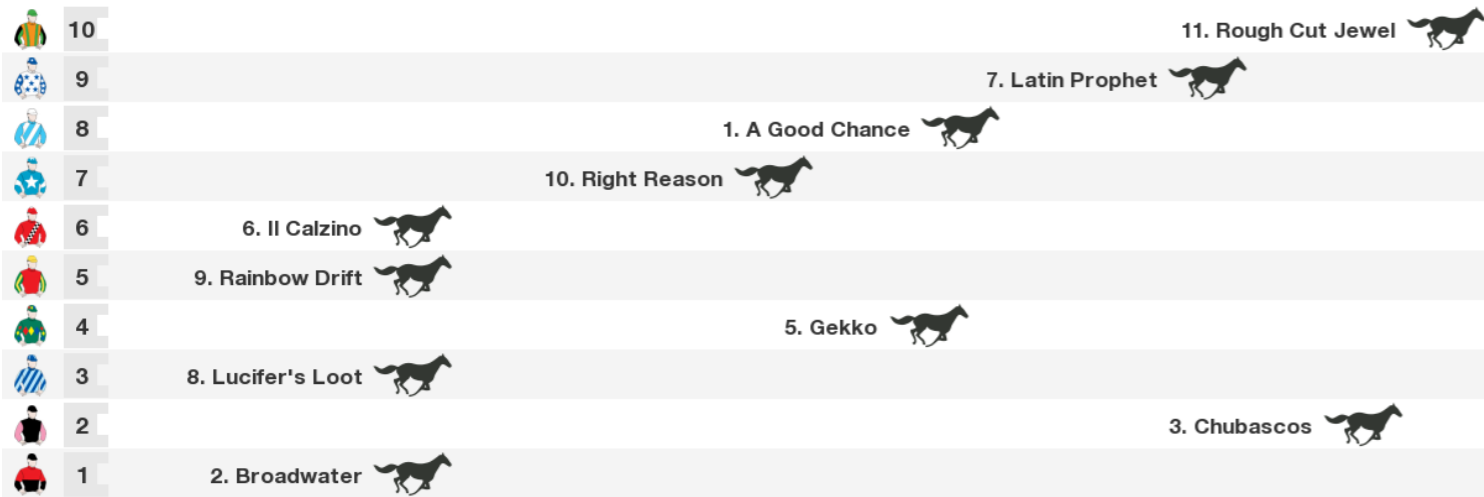 10 11. Rough Cut Jewel
9 7. Latin Prophet
8 1. A Good Chance
7 10. Right Reason
6 6. Il Calzino
5 9. Rainbow Drift
4 5. Gekko
3 8. Lucifer's Loot
2 3. Chubascos
1 2. Broadwater